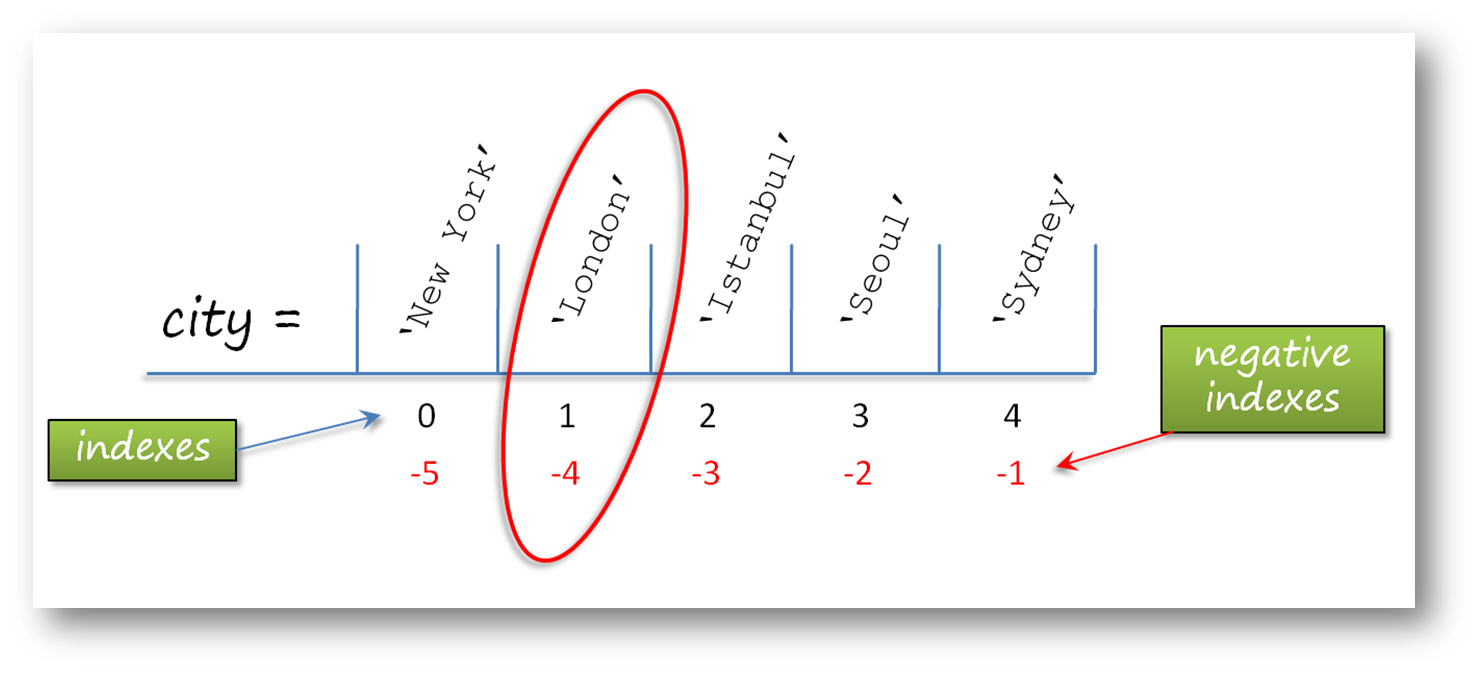 'New York' 'London' 'Istanbul' 'Seoul' 'Sydney'
city =
negative
indexes
0 1 2 3 4
indexes
-5 -4 -3 -2 -1